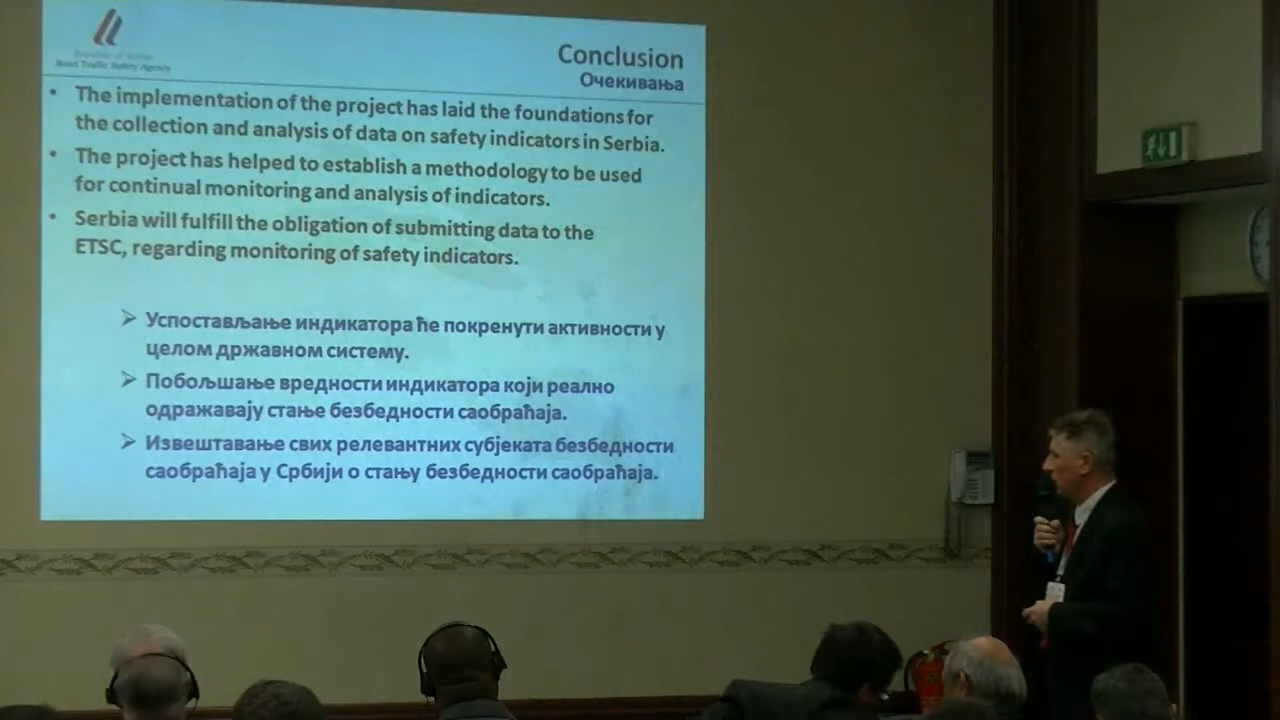 Republic of Serbia
Road Traffic Safety Agency
Conclusion
Очекивања
• The implementation of the project has laid the foundations for
the collection and analysis of data on safety indicators in Serbia.
• The project has helped to establish a methodology to be used
for continual monitoring and analysis of indicators.
• Serbia will fulfill the obligation of submitting data to the
ETSC, regarding monitoring of safety indicators.
➢ Успостављање индикатора ће покренути активности у
целом државном систему.
➢ Побољшање вредности индикатора који реално
одражавају стање безбедности саобраћаја.
➢ Извештавање свих релевантних субјеката безбедности
саобраћаја у Србији о стању безбедности саобраћаја.